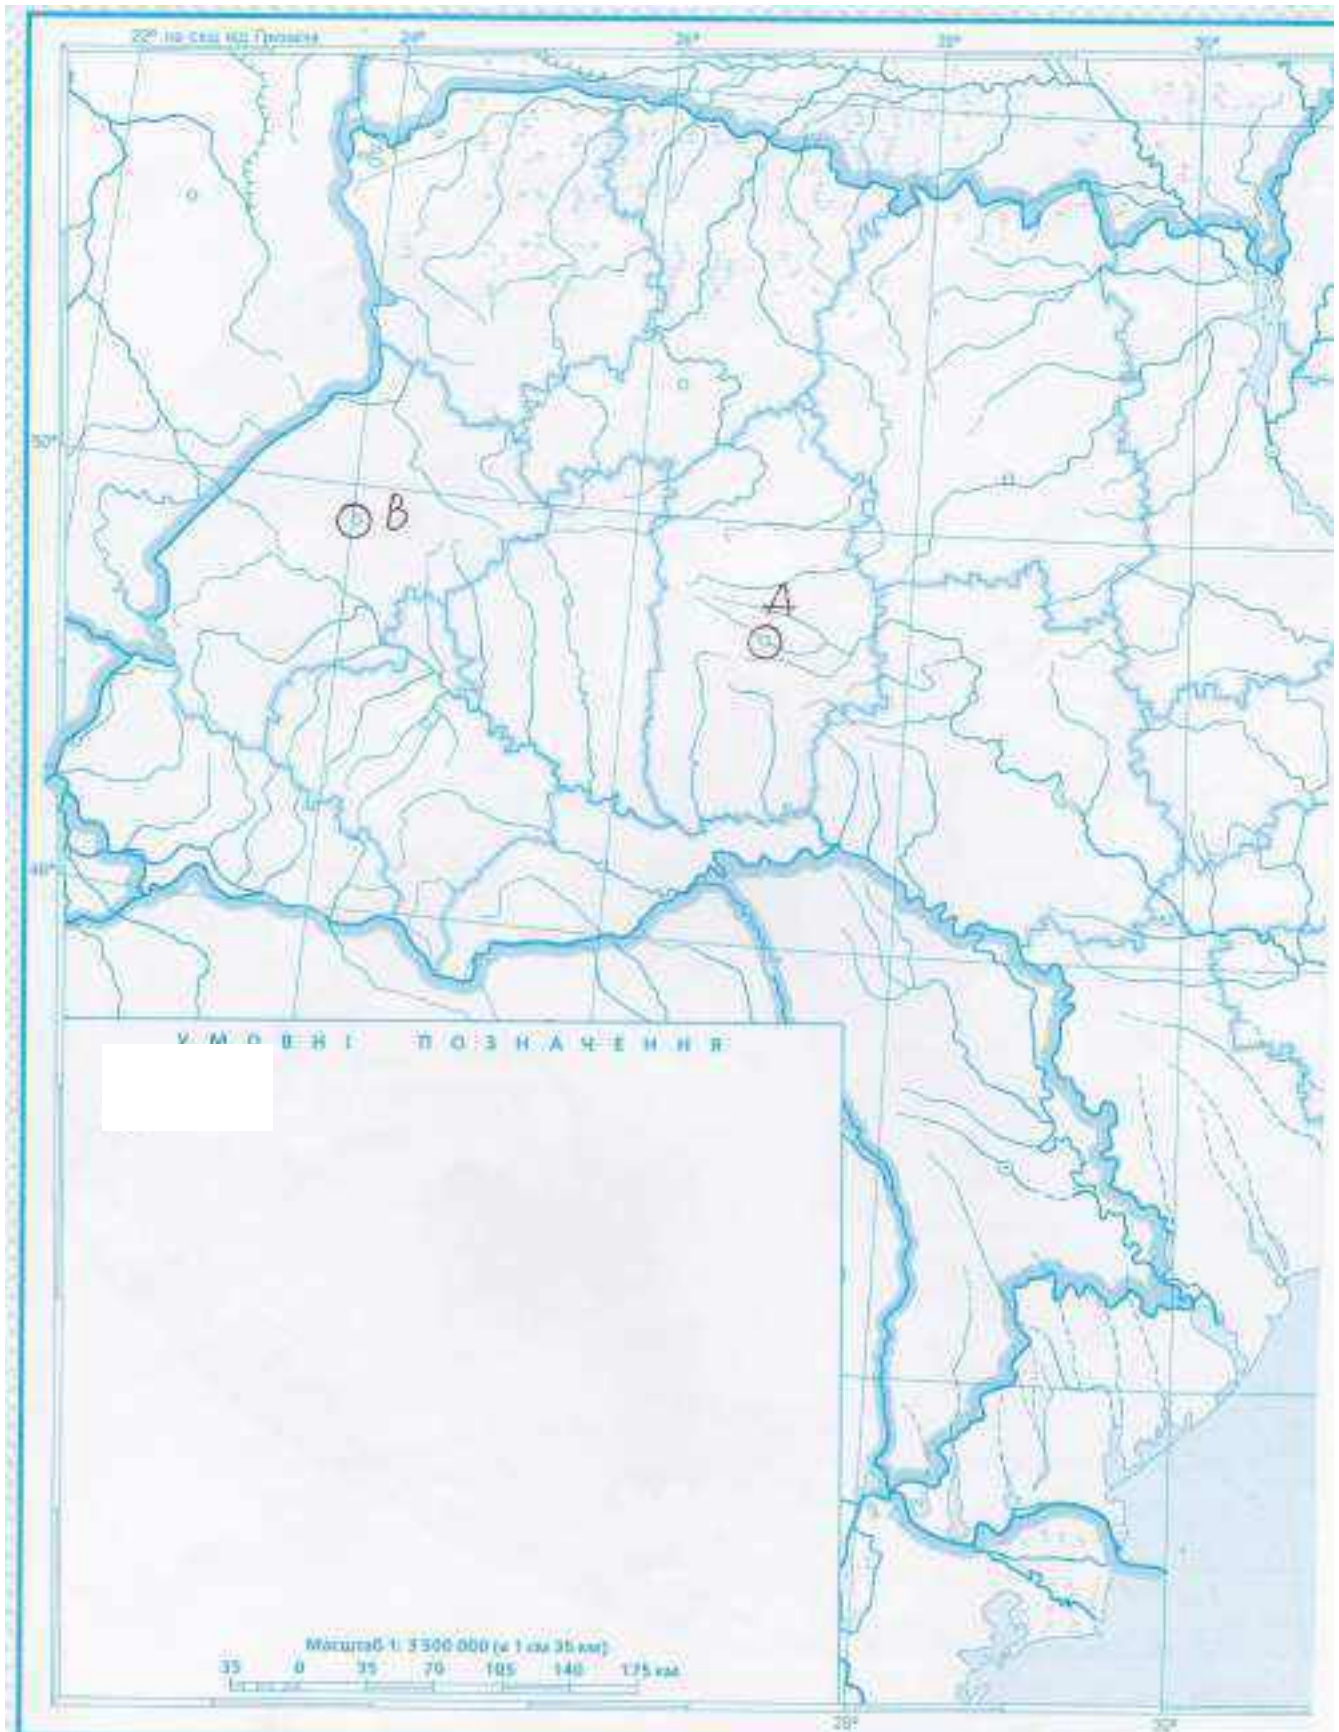 22° на схід від Грінвіча 24° 26° 28° 30°
50°
В
А
48°
УМОВНІ ПОЗНАЧЕННЯ
Масштаб 1: 3 500 000 (в 1 см 35 км)
35 0 35 70 105 140 175 км
28° 30°